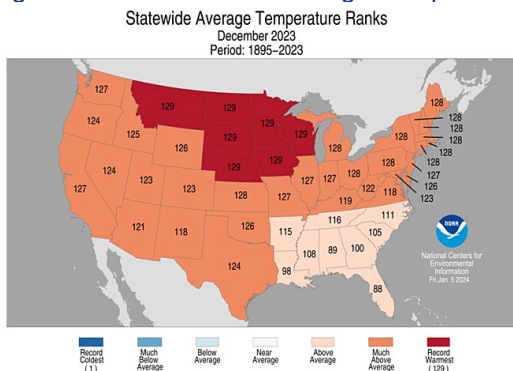 Statewide Average Temperature Ranks
December 2023
Period: 1895–2023
127
129
129
129
128
124
125
129
129
128
128
128
128
126
129
129
128
128
128
128
127
124
123
123
128
127
127
127
128
122
118
127
126
123
119
121
118
126
116
111
115
105
124
108
89
100
98
88
NOAA
National Centers for
Environmental
Information
Fri Jan 5 2024
Record
Coldest
(1)
Much
Below
Average
Below
Average
Near
Average
Above
Average
Much
Above
Average
Record
Warmest
(129)